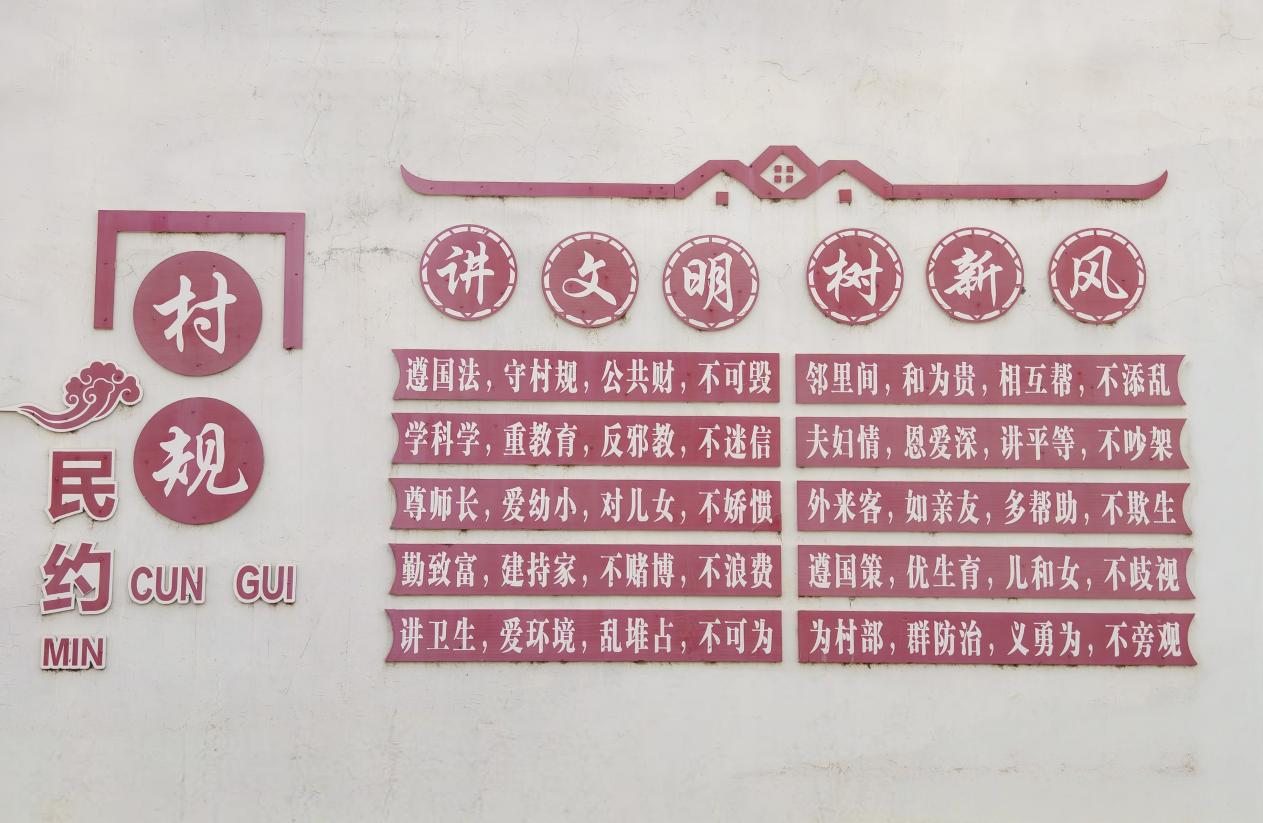 村规
民约
CUN GUI
MIN
讲文明 树新风
遵国法,守村规,公共财,不可毁
学科学,重教育,反邪教,不迷信
尊师长,爱幼小,对儿女,不娇惯
勤致富,建持家,不赌博,不浪费
讲卫生,爱环境,乱堆占,不可为
邻里间,和为贵,相互帮,不添乱
夫妇情,恩爱深,讲平等,不吵架
外来客,如亲友,多帮助,不欺生
遵国策,优生育,儿和女,不歧视
为村部,群防治,义勇为,不旁观